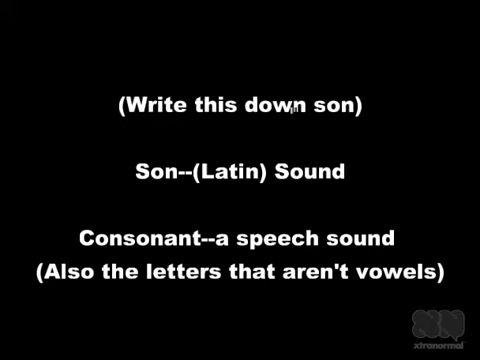 (Write this down son)
Son--(Latin) Sound
Consonant--a speech sound
(Also the letters that aren't vowels)
xtranormal